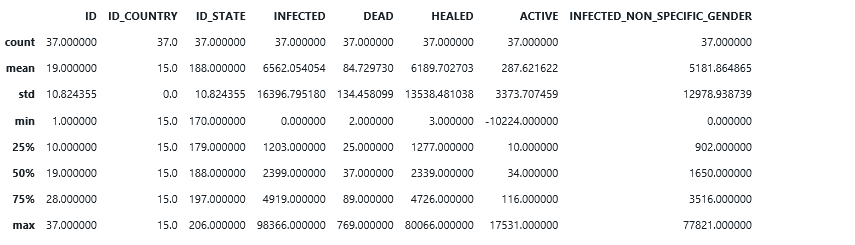 ID ID_COUNTRY ID_STATE INFECTED DEAD HEALED ACTIVE INFECTED_NON_SPECIFIC_GENDER
count 37.000000 37.0 37.000000 37.000000 37.000000 37.000000 37.000000 37.000000
mean 19.000000 15.0 188.000000 6562.054054 84.729730 6189.702703 287.621622 5181.864865
std 10.824355 0.0 10.824355 16396.795180 134.458099 13538.481038 3373.707459 12978.938739
min 1.000000 15.0 170.000000 0.000000 2.000000 3.000000 -10224.000000 0.000000
25% 10.000000 15.0 179.000000 1203.000000 25.000000 1277.000000 10.000000 902.000000
50% 19.000000 15.0 188.000000 2399.000000 37.000000 2339.000000 34.000000 1650.000000
75% 28.000000 15.0 197.000000 4919.000000 89.000000 4726.000000 116.000000 3516.000000
max 37.000000 15.0 206.000000 98366.000000 769.000000 80066.000000 17531.000000 77821.000000